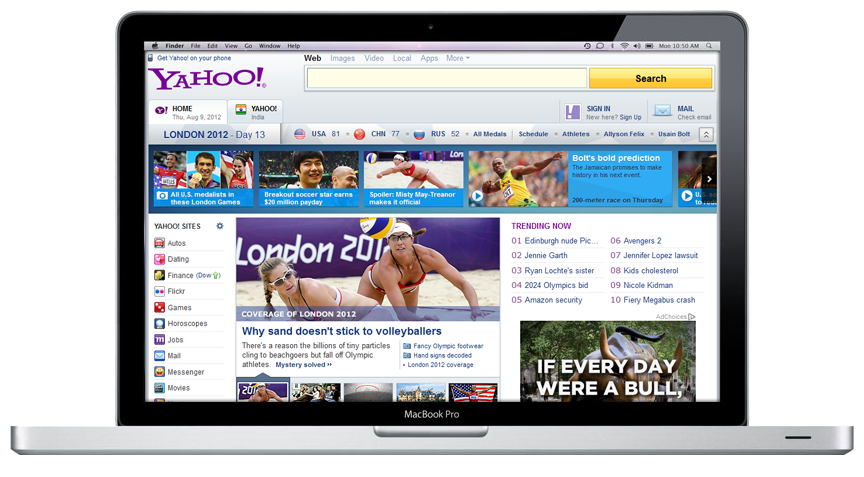 Finder File Edit View Go Window Help
Mon 10:50 AM
Get Yahoo! on your phone
Web Images Video Local Apps More
YAHOO!
Search
Y! HOME
Thu, Aug 9, 2012
YAHOO!
India
SIGN IN
New here? Sign Up
MAIL
Check email
LONDON 2012 - Day 13
USA 81 CHN 77 RUS 52 All Medals Schedule Athletes Allyson Felix Usain Bolt
All U.S. medalists in
these London Games
Breakout soccer star earns
$20 million payday
Spoiler: Misty May-Treanor
makes it official
Bolt's bold prediction
The Jamaican promises to make
history in his next event.
200-meter race on Thursday
YAHOO! SITES
Autos
Dating
Finance (Dow)
Flickr
Games
Horoscopes
Jobs
Mail
Messenger
Movies
London 201
COVERAGE OF LONDON 2012
Why sand doesn't stick to volleyballers
There's a reason the billions of tiny particles
cling to beachgoers but fall off Olympic
athletes. Mystery solved »
Fancy Olympic footwear
Hand signs decoded
London 2012 coverage
TRENDING NOW
01 Edinburgh nude Pic...
02 Jennie Garth
03 Ryan Lochte's sister
04 2024 Olympics bid
05 Amazon security
06 Avengers 2
07 Jennifer Lopez lawsuit
08 Kids cholesterol
09 Nicole Kidman
10 Fiery Megabus crash
AdChoices
IF EVERY DAY
WERE A BULL,
MacBook Pro